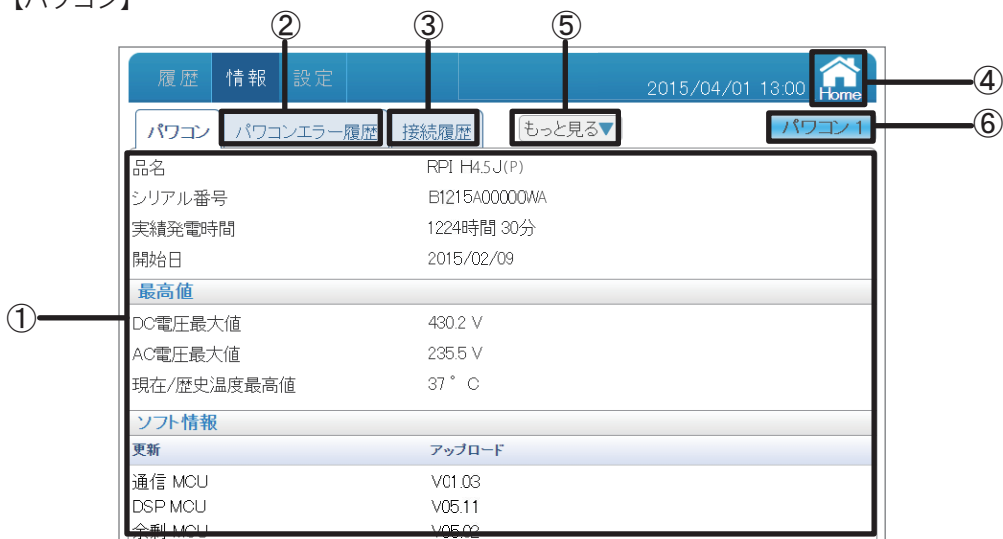 【パワコン】
② ③ ⑤
履歴 情報 設定 2015/04/01 13:00 Home ④
パワコン パワコンエラー履歴 接続履歴 もっと見る▼ パワコン 1 ⑥
品名 RPI H4.5J(P)
シリアル番号 B1215A00000WA
実績発電時間 1224時間 30分
開始日 2015/02/09
最高値
①
DC電圧最大値 430.2 V
AC電圧最大値 235.5 V
現在/歴史温度最高値 37°C
ソフト情報
更新 アップロード
通信 MCU V01.03
DSP MCU V05.11
余剰 MCU V05.02